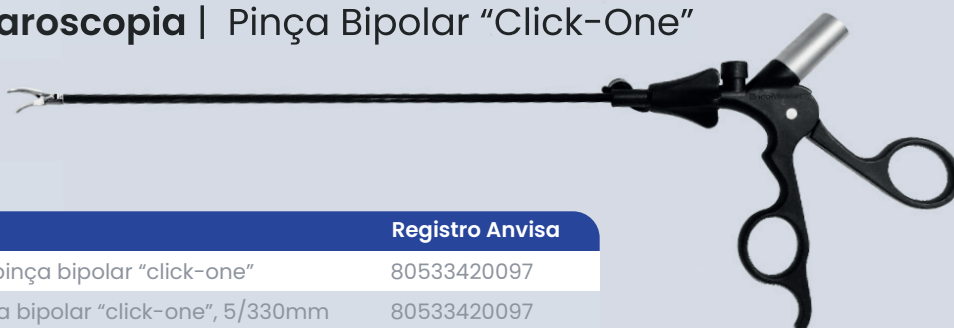 aroscopia | Pinça Bipolar “Click-One”
Registro Anvisa
pinça bipolar “click-one” 80533420097
a bipolar “click-one”, 5/330mm 80533420097